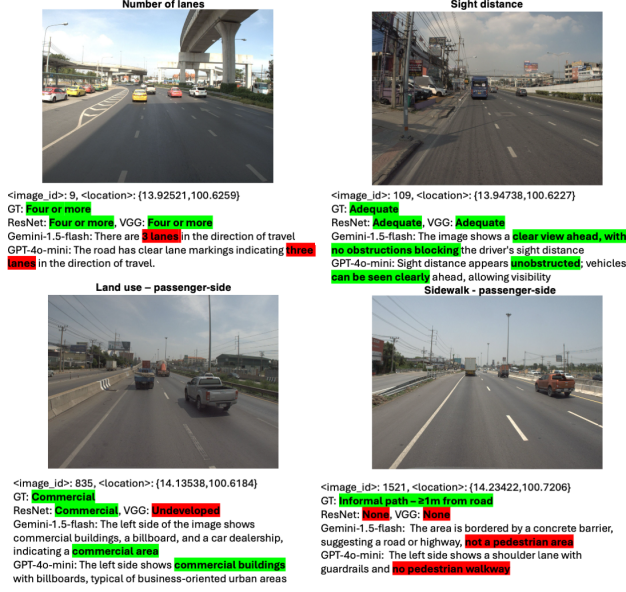 Number of lanes
<image_id>: 9, <location>: {13.92521,100.6259}
GT: Four or more
ResNet: Four or more, VGG: Four or more
Gemini-1.5-flash: There are 3 lanes in the direction of travel
GPT-4o-mini: The road has clear lane markings indicating three
lanes in the direction of travel.
Sight distance
<image_id>: 109, <location>: {13.94738,100.6227}
GT: Adequate
ResNet: Adequate, VGG: Adequate
Gemini-1.5-flash: The image shows a clear view ahead, with
no obstructions blocking the driver's sight distance
GPT-4o-mini: Sight distance appears unobstructed; vehicles
can be seen clearly ahead, allowing visibility
Land use – passenger-side
<image_id>: 835, <location>: {14.13538,100.6184}
GT: Commercial
ResNet: Commercial, VGG: Undeveloped
Gemini-1.5-flash: The left side of the image shows
commercial buildings, a billboard, and a car dealership,
indicating a commercial area
GPT-4o-mini: The left side shows commercial buildings
with billboards, typical of business-oriented urban areas
Sidewalk - passenger-side
<image_id>: 1521, <location>: {14.23422,100.7206}
GT: Informal path – ≥1m from road
ResNet: None, VGG: None
Gemini-1.5-flash: The area is bordered by a concrete barrier,
suggesting a road or highway, not a pedestrian area
GPT-4o-mini: The left side shows a shoulder lane with
guardrails and no pedestrian walkway